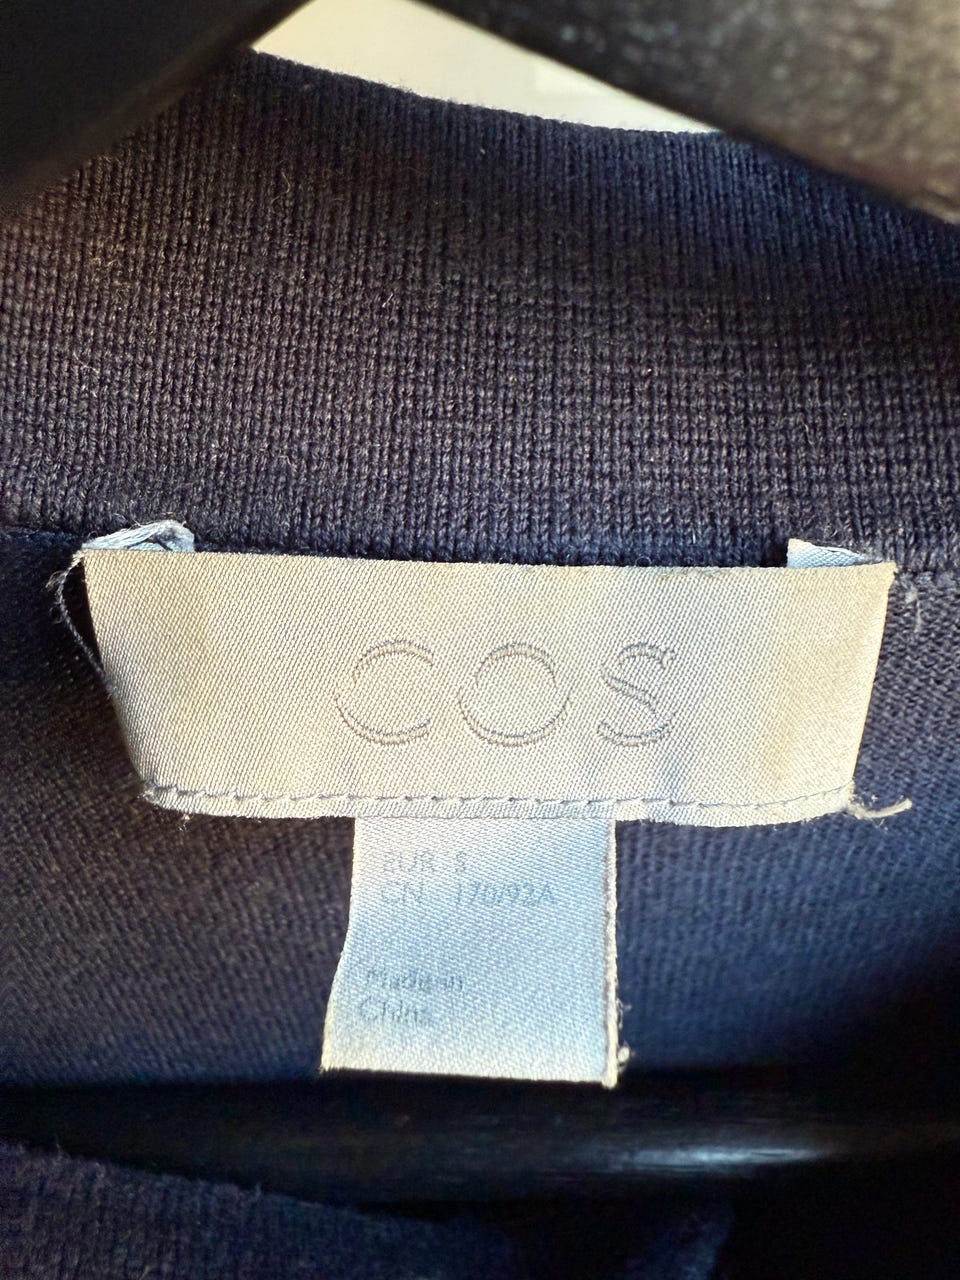 COS
EUR S
CN 170/92A
Made in
China